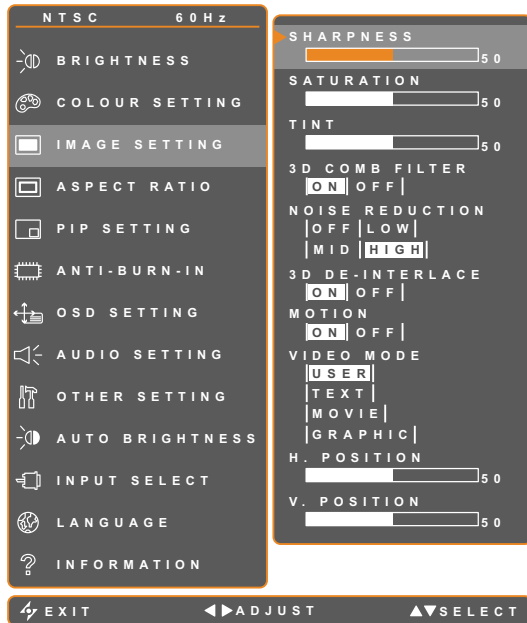 NTSC 60Hz
BRIGHTNESS
COLOUR SETTING
IMAGE SETTING
ASPECT RATIO
PIP SETTING
ANTI-BURN-IN
OSD SETTING
AUDIO SETTING
OTHER SETTING
AUTO BRIGHTNESS
INPUT SELECT
LANGUAGE
INFORMATION
SHARPNESS
50
SATURATION
50
TINT
50
3D COMB FILTER
ON OFF
NOISE REDUCTION
OFF LOW
MID HIGH
3D DE-INTERLACE
ON OFF
MOTION
ON OFF
VIDEO MODE
USER
TEXT
MOVIE
GRAPHIC
H. POSITION
50
V. POSITION
50
EXIT ADJUST SELECT